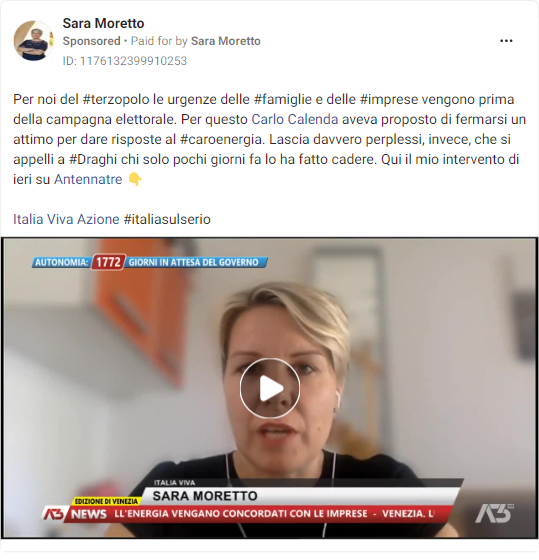 Sara Moretto
Sponsored • Paid for by Sara Moretto
ID: 1176132399910253
Per noi del #terzopolo le urgenze delle #famiglie e delle #imprese vengono prima
della campagna elettorale. Per questo Carlo Calenda aveva proposto di fermarsi un
attimo per dare risposte al #caroenergia. Lascia davvero perplessi, invece, che si
appelli a #Draghi chi solo pochi giorni fa lo ha fatto cadere. Qui il mio intervento di
ieri su Antennatre 👇
Italia Viva Azione #italiasulserio
AUTONOMIA: 1772 GIORNI IN ATTESA DEL GOVERNO
ITALIA VIVA
EDIZIONE DI VENEZIA
SARA MORETTO
A3 NEWS LL'ENERGIA VENGANO CONCORDATI CON LE IMPRESE - VENEZIA. L
A3